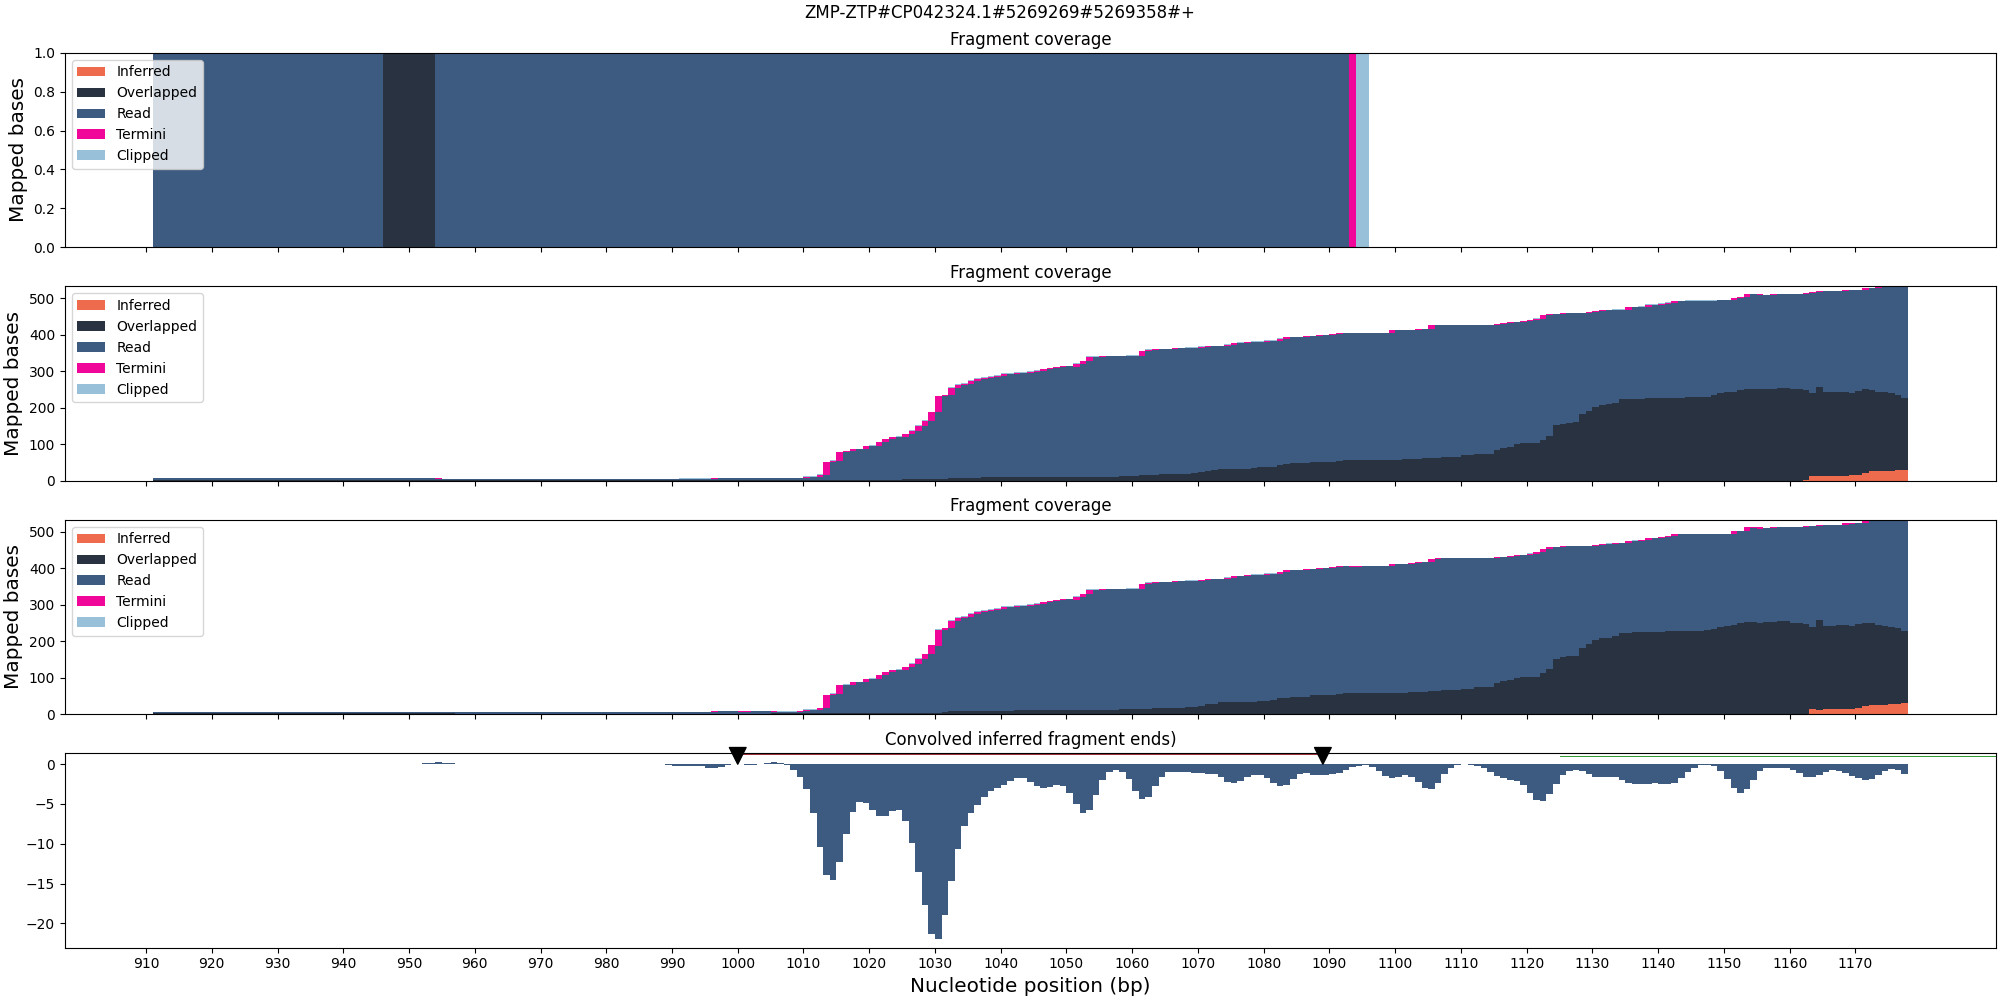 ZMP-ZTP#CP042324.1#5269269#5269358#+
Fragment coverage
Mapped bases
1.0
0.8
0.6
0.4
0.2
0.0
Inferred
Overlapped
Read
Termini
Clipped
Fragment coverage
Mapped bases
500
400
300
200
100
0
Inferred
Overlapped
Read
Termini
Clipped
Fragment coverage
Mapped bases
500
400
300
200
100
0
Inferred
Overlapped
Read
Termini
Clipped
Convolved inferred fragment ends)
0
−5
−10
−15
−20
910 920 930 940 950 960 970 980 990 1000 1010 1020 1030 1040 1050 1060 1070 1080 1090 1100 1110 1120 1130 1140 1150 1160 1170
Nucleotide position (bp)